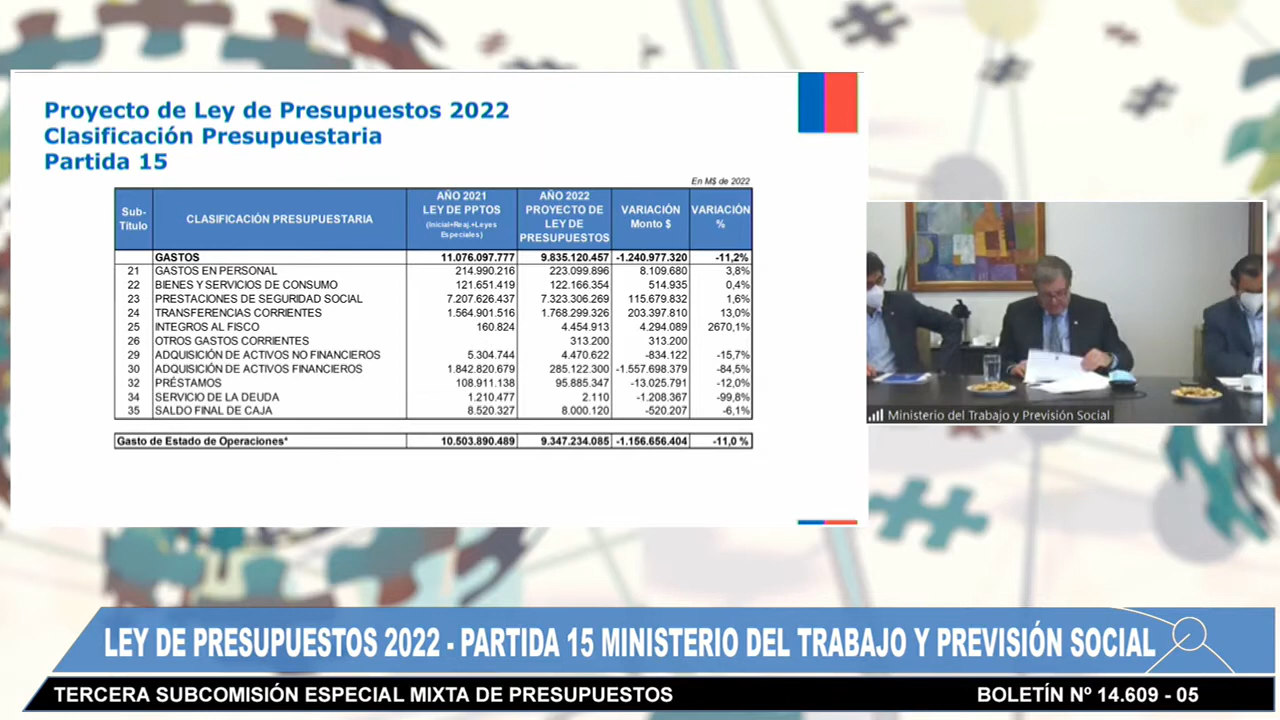 Proyecto de Ley de Presupuestos 2022
Clasificación Presupuestaria
Partida 15
En M$ de 2022
Sub-Título CLASIFICACIÓN PRESUPUESTARIA AÑO 2021 LEY DE PPTOS (Inicial+Reaj.+Leyes Especiales) AÑO 2022 PROYECTO DE LEY DE PRESUPUESTOS VARIACIÓN Monto $ VARIACIÓN %
GASTOS 11.076.097.777 9.835.120.457 -1.240.977.320 -11,2%
21 GASTOS EN PERSONAL 214.990.216 223.099.896 8.109.680 3,8%
22 BIENES Y SERVICIOS DE CONSUMO 121.651.419 122.166.354 514.935 0,4%
23 PRESTACIONES DE SEGURIDAD SOCIAL 7.207.626.437 7.323.306.269 115.679.832 1,6%
24 TRANSFERENCIAS CORRIENTES 1.564.901.516 1.768.299.326 203.397.810 13,0%
25 INTEGROS AL FISCO 160.824 4.454.913 4.294.089 2670,1%
26 OTROS GASTOS CORRIENTES 313.200 313.200
29 ADQUISICIÓN DE ACTIVOS NO FINANCIEROS 5.304.744 4.470.622 -834.122 -15,7%
30 ADQUISICIÓN DE ACTIVOS FINANCIEROS 1.842.820.679 285.122.300 -1.557.698.379 -84,5%
32 PRÉSTAMOS 108.911.138 95.885.347 -13.025.791 -12,0%
34 SERVICIO DE LA DEUDA 1.210.477 2.110 -1.208.367 -99,8%
35 SALDO FINAL DE CAJA 8.520.327 8.000.120 -520.207 -6,1%
Gasto de Estado de Operaciones* 10.503.890.489 9.347.234.085 -1.156.656.404 -11,0 %
Ministerio del Trabajo y Previsión Social
LEY DE PRESUPUESTOS 2022 - PARTIDA 15 MINISTERIO DEL TRABAJO Y PREVISIÓN SOCIAL
TERCERA SUBCOMISIÓN ESPECIAL MIXTA DE PRESUPUESTOS
BOLETÍN Nº 14.609 - 05